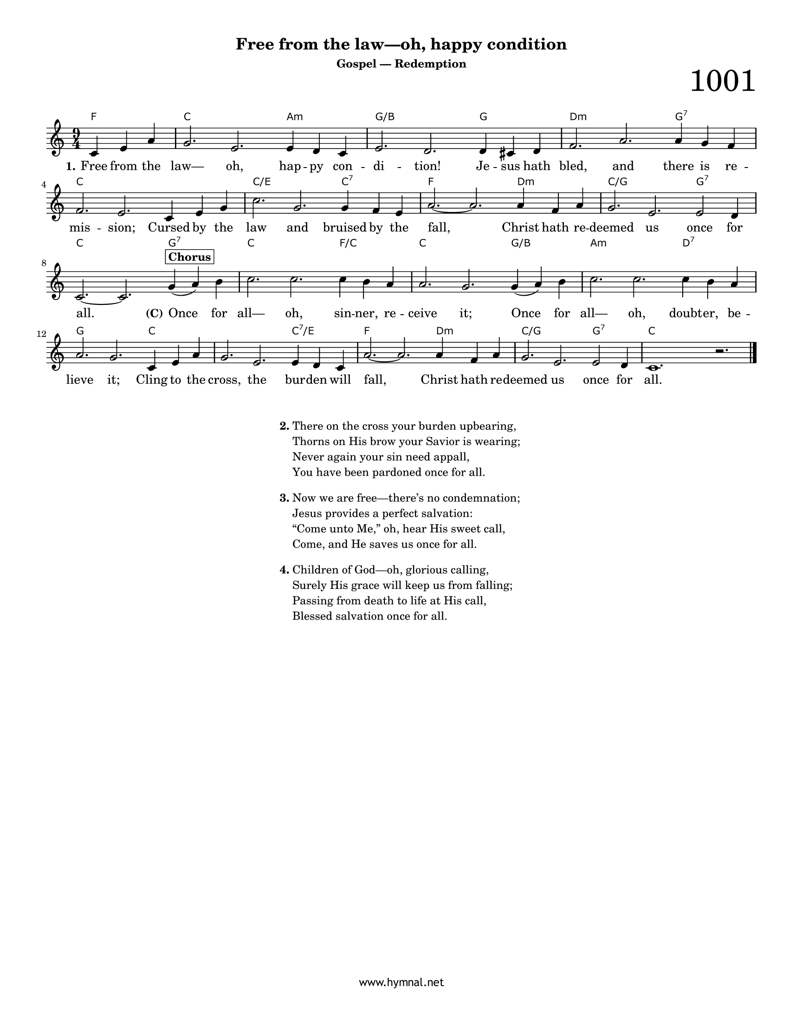 Free from the law—oh, happy condition
Gospel — Redemption
1001
F C Am G/B G Dm G7
9
4
1. Free from the law— oh, hap - py con - di - tion! Je - sus hath bled, and there is re -
4
C C/E C7 F Dm C/G G7
mis - sion; Cursed by the law and bruised by the fall, Christ hath re-deemed us once for
C G7 C F/C C G/B Am D7
8
Chorus
all. (C) Once for all— oh, sin-ner, re - ceive it; Once for all— oh, doubter, be -
12
G C C7/E F Dm C/G G7 C
lieve it; Cling to the cross, the burden will fall, Christ hath redeemed us once for all.
2. There on the cross your burden upbearing,
Thorns on His brow your Savior is wearing;
Never again your sin need appall,
You have been pardoned once for all.
3. Now we are free—there's no condemnation;
Jesus provides a perfect salvation:
“Come unto Me,” oh, hear His sweet call,
Come, and He saves us once for all.
4. Children of God—oh, glorious calling,
Surely His grace will keep us from falling;
Passing from death to life at His call,
Blessed salvation once for all.
www.hymnal.net